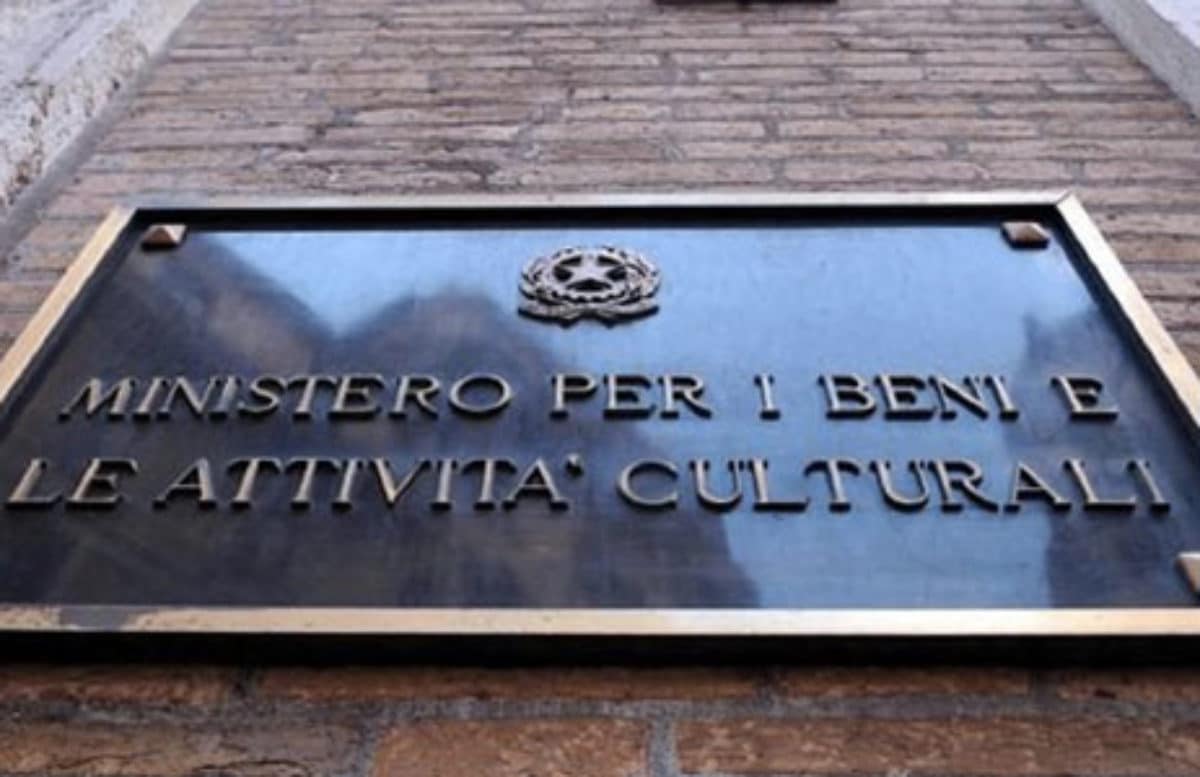 MINISTERO PER I BENI E
LE ATTIVITA' CULTURALI